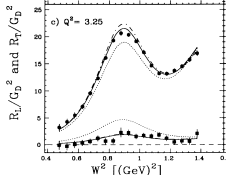 25
c) Q² = 3.25
20
15
10
5
0
R_L/G_D² and R_T/G_D²
0.4 0.6 0.8 1.0 1.2 1.4
W² [(GeV)²]